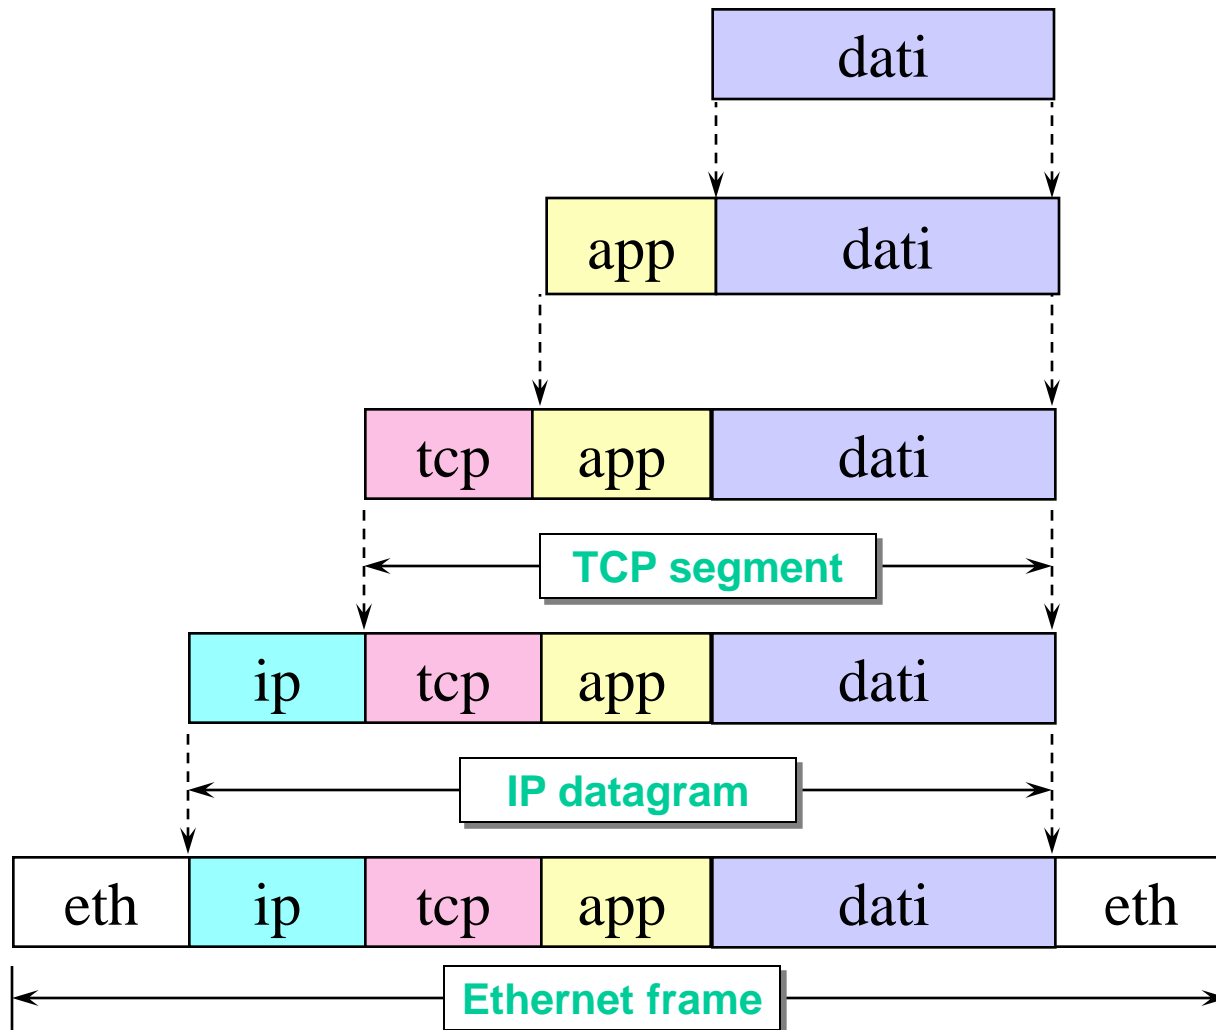 dati
app dati
tcp app dati
TCP segment
ip tcp app dati
IP datagram
eth ip tcp app dati eth
Ethernet frame